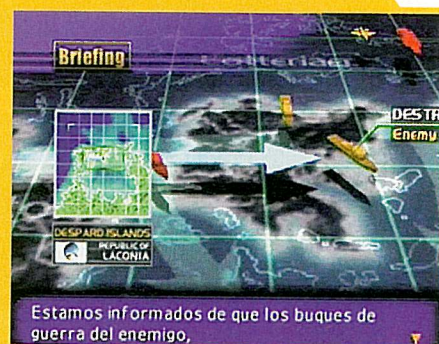 Briefing
DESTR
Enemy
DESPARD ISLANDS
REPUBLIC OF
LACONIA
Estamos informados de que los buques de
guerra del enemigo,